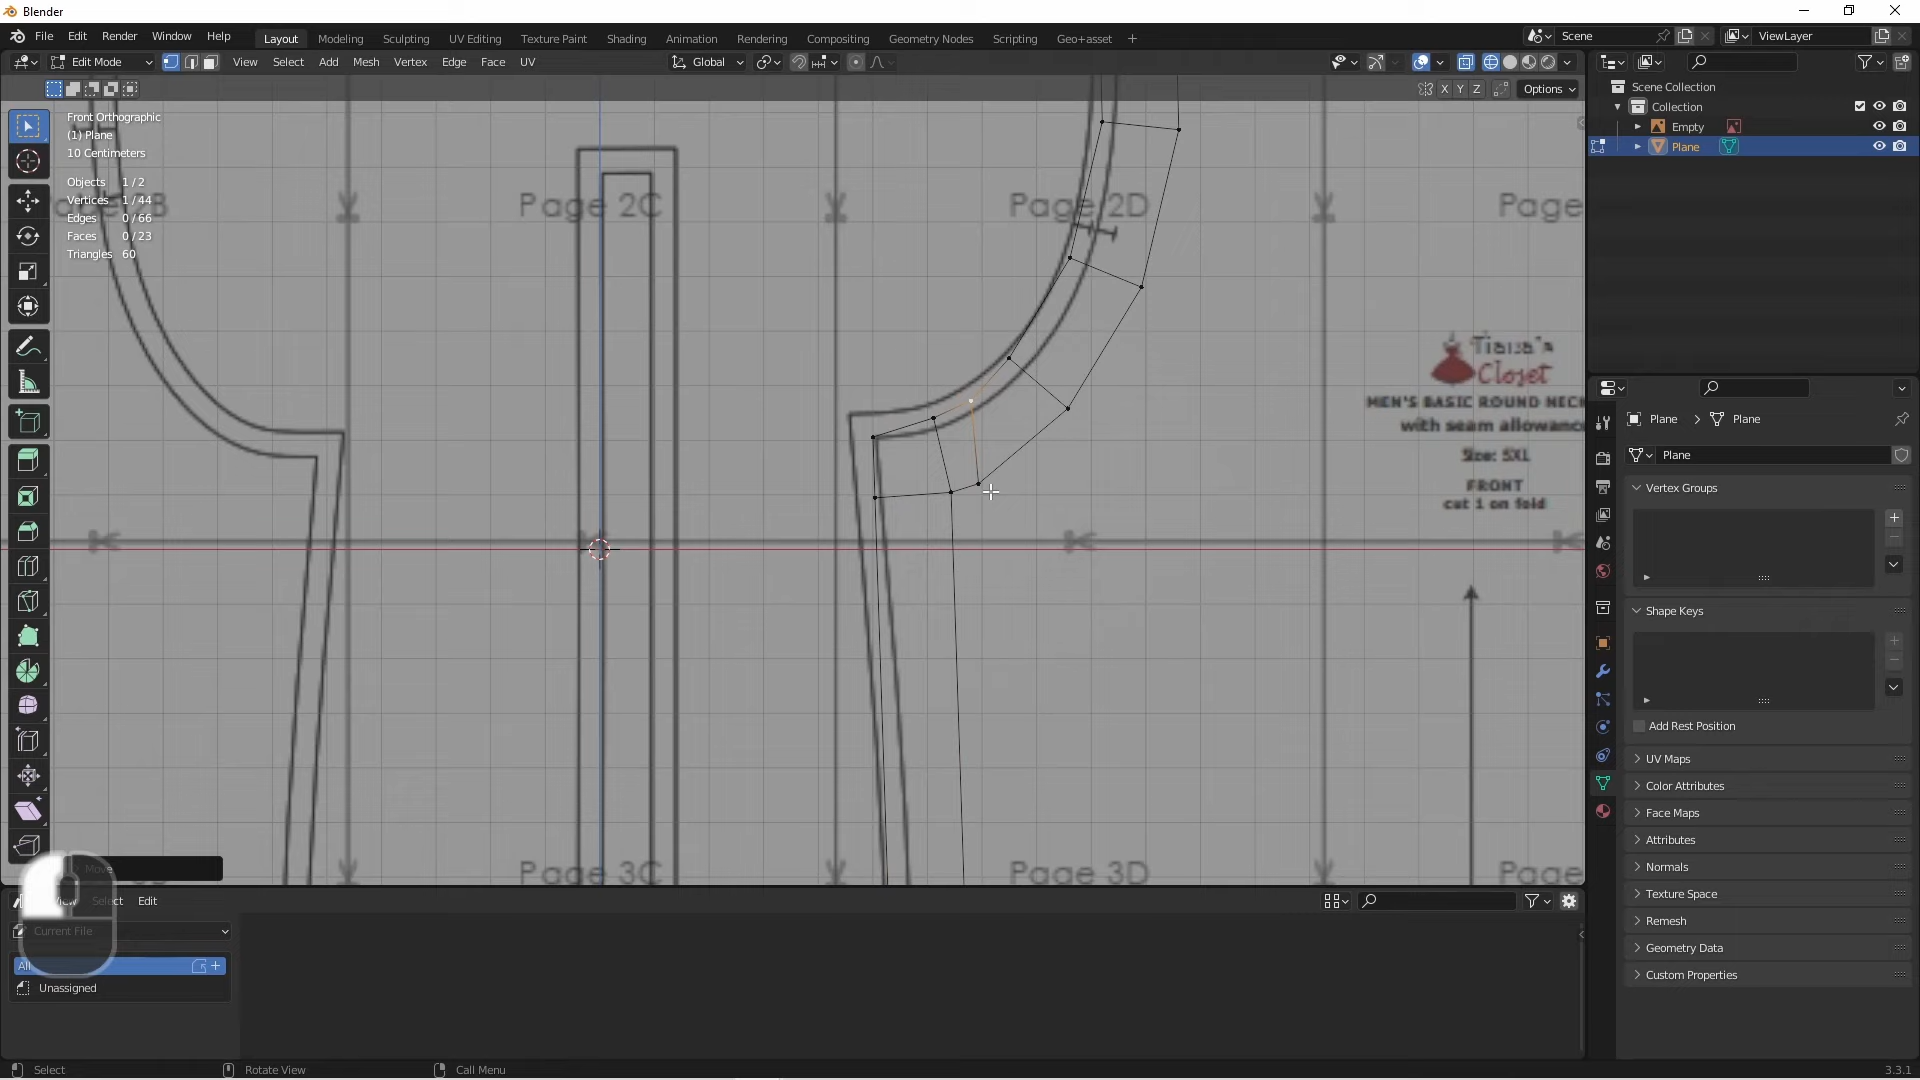 Blender
File Edit Render Window Help
Layout Modeling Sculpting UV Editing Texture Paint Shading Animation Rendering Compositing Geometry Nodes Scripting Geo+asset +
Scene ViewLayer
Edit Mode View Select Add Mesh Vertex Edge Face UV Global
X Y Z Options
Front Orthographic
(1) Plane
10 Centimeters
Objects 1 / 2
Vertices 1 / 44
Edges 0 / 66
Faces 0 / 23
Triangles 60
Page 2C
Page 2D
Page
Tiana's
Closet
MEN'S BASIC ROUND NECK
with seam allowance
Size: 5XL
FRONT
cut 1 on fold
Page 3C
Page 3D
Page
Move
View Select Edit
Current File
All
Unassigned
Select Rotate View Call Menu 3.3.1
Scene Collection
Collection
Empty
Plane
Plane > Plane
Plane
Vertex Groups
Shape Keys
Add Rest Position
UV Maps
Color Attributes
Face Maps
Attributes
Normals
Texture Space
Remesh
Geometry Data
Custom Properties